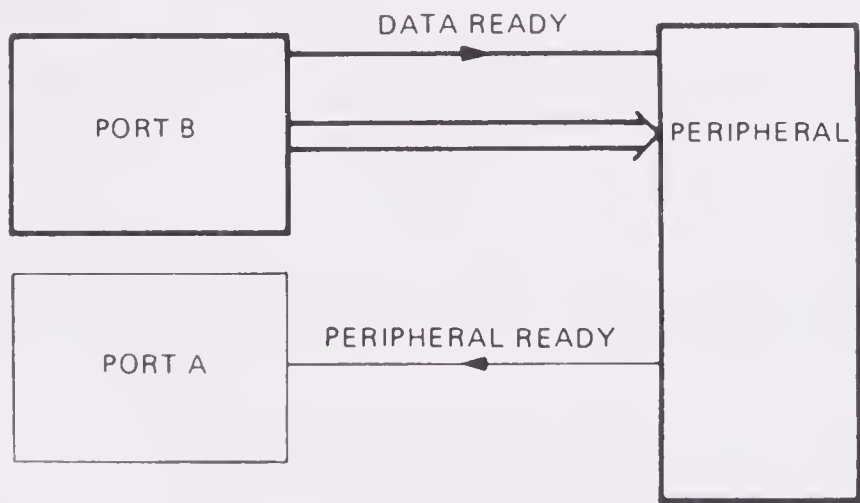 DATA READY
PORT B
PERIPHERAL
PERIPHERAL READY
PORT A